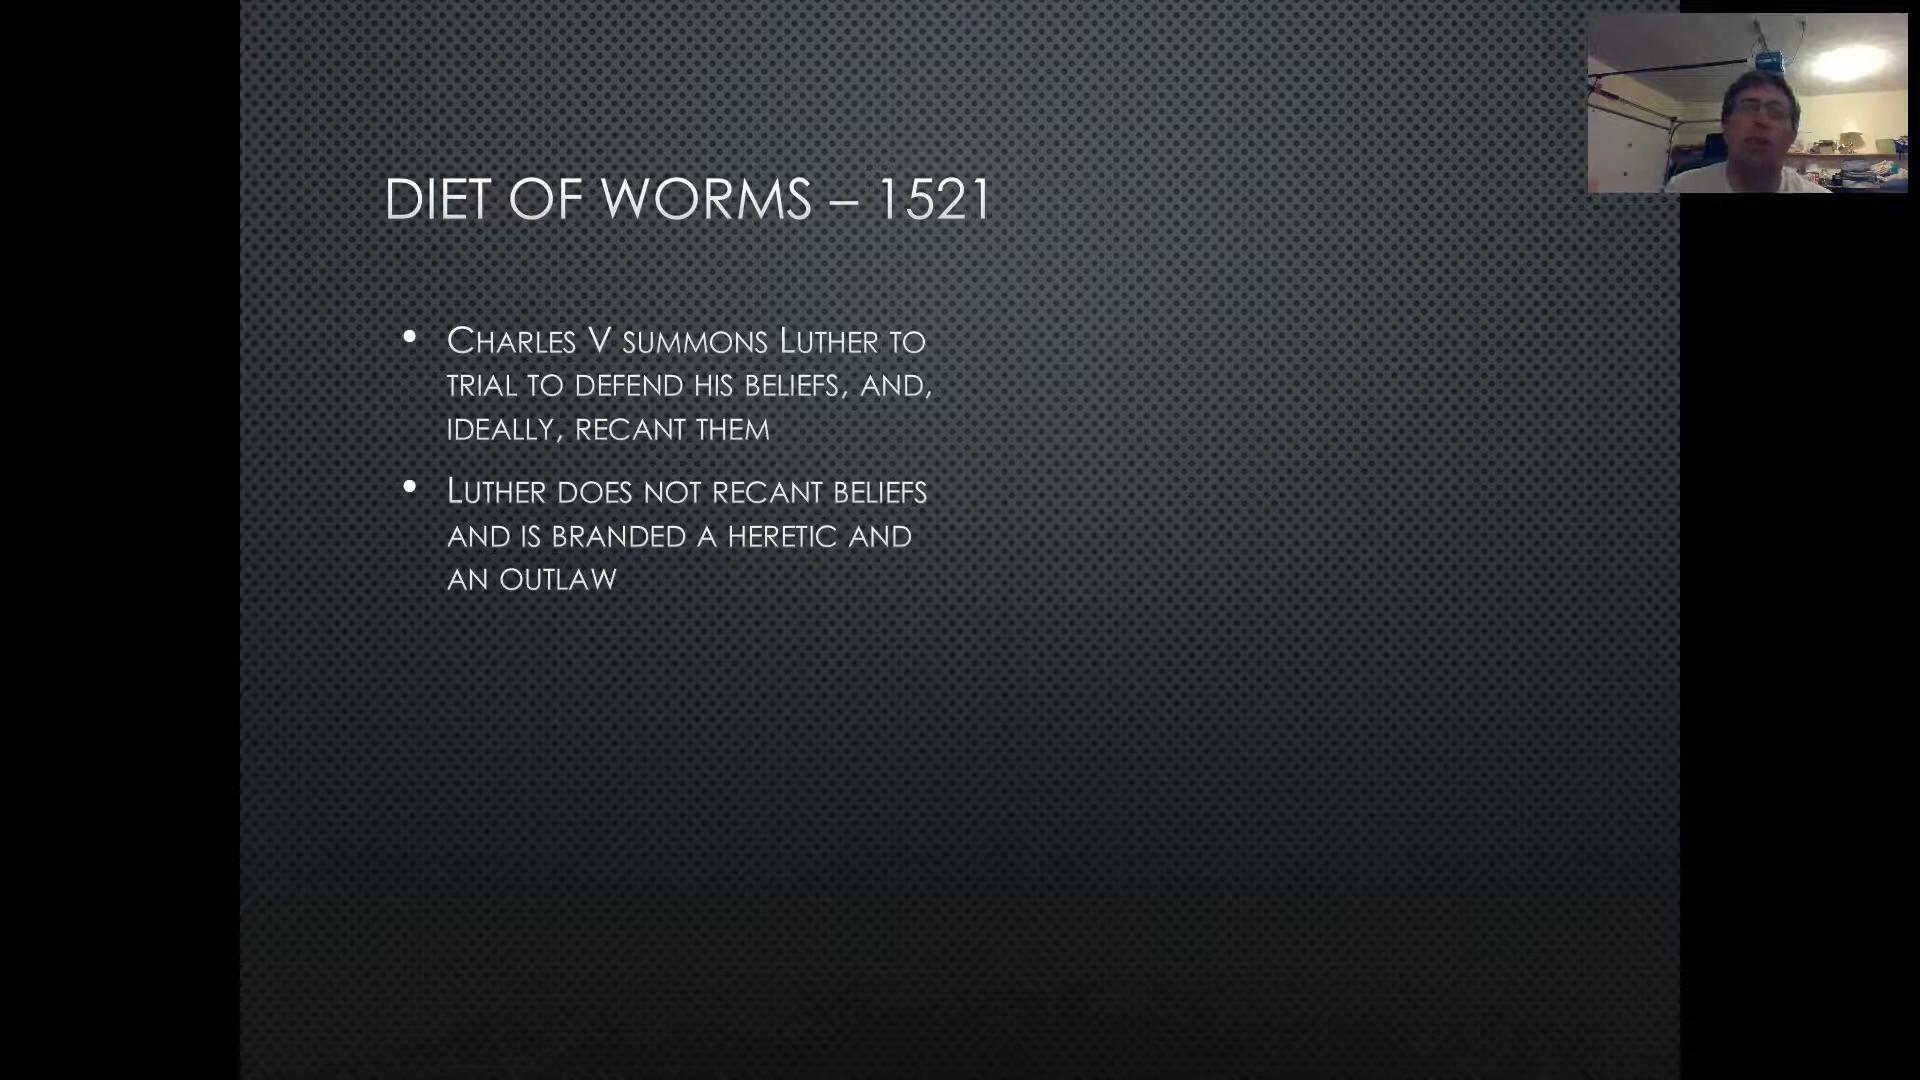 DIET OF WORMS – 1521
• CHARLES V SUMMONS LUTHER TO
TRIAL TO DEFEND HIS BELIEFS, AND,
IDEALLY, RECANT THEM
• LUTHER DOES NOT RECANT BELIEFS
AND IS BRANDED A HERETIC AND
AN OUTLAW